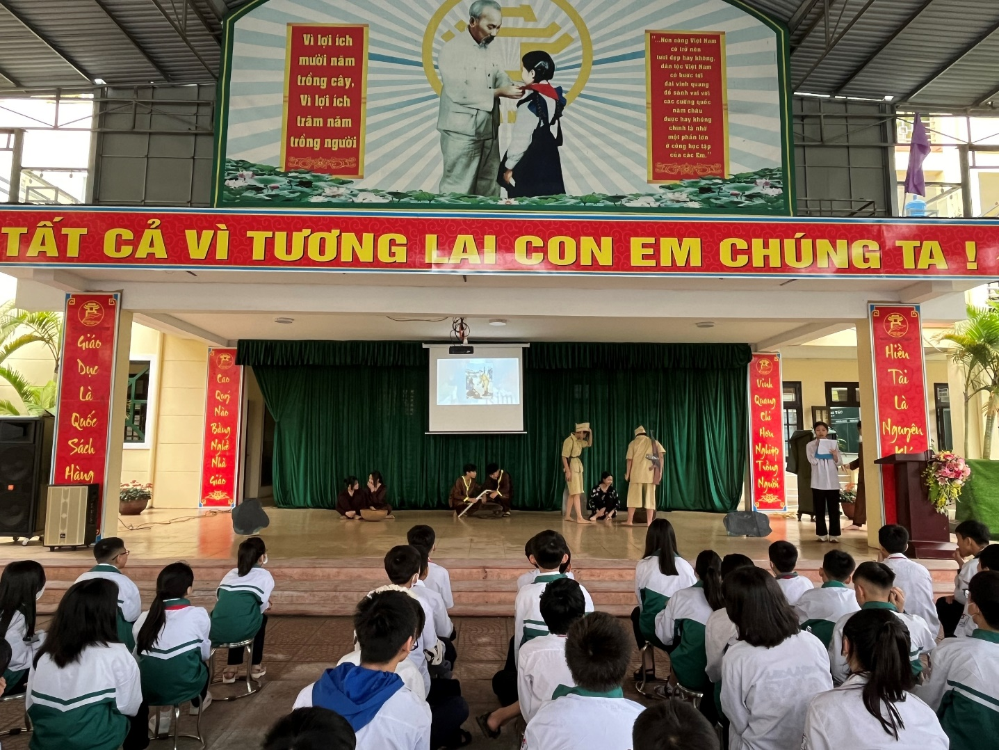 Vì lợi ích
mười năm
trồng cây,
Vì lợi ích
trăm năm
trồng người
"...Non sông Việt Nam
có trở nên
tươi đẹp hay không,
dân tộc Việt Nam
có bước tới
đài vinh quang
để sánh vai với
các cường quốc
năm châu
được hay không
chính là nhờ
một phần lớn
ở công học tập
của các Em."
TẤT CẢ VÌ TƯƠNG LAI CON EM CHÚNG TA !
Giáo
Dục
Là
Quốc
Sách
Hàng
Cao
Quý
Nào
Bằng
Nghề
Nhà
Giáo
Vinh
Quang
Chi
Hơn
Nghiệp
Trồng
Người
Hiền
Tài
Là
Nguyên